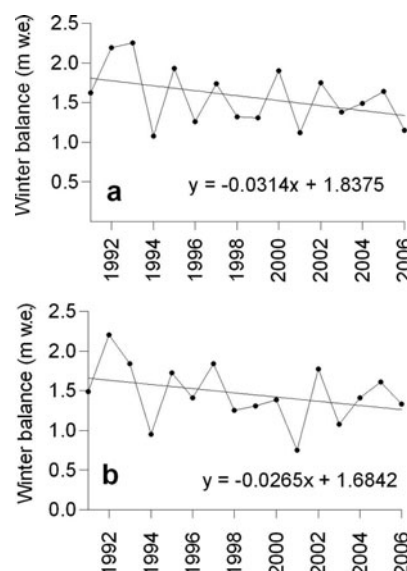 Winter balance (m w.e)
2.5
2.0
1.5
1.0
0.5
a
y = -0.0314x + 1.8375
1992 1994 1996 1998 2000 2002 2004 2006
Winter balance (m w.e)
2.5
2.0
1.5
1.0
0.5
0.0
b
y = -0.0265x + 1.6842
1992 1994 1996 1998 2000 2002 2004 2006